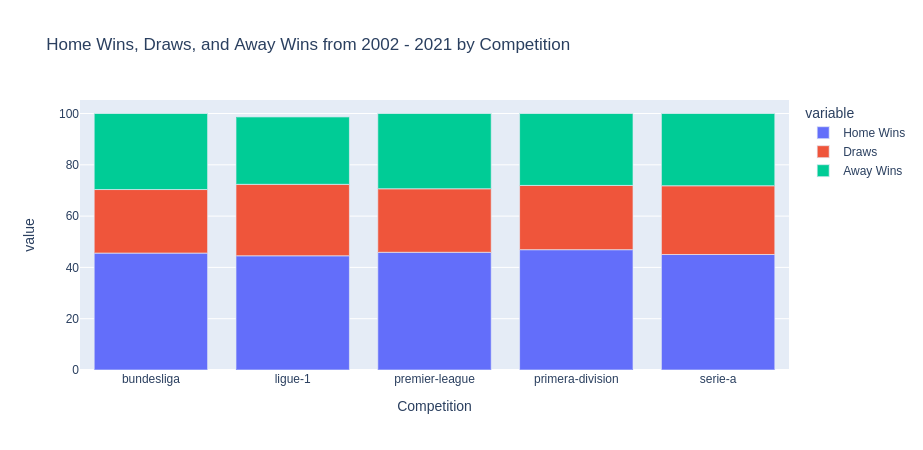 Home Wins, Draws, and Away Wins from 2002 - 2021 by Competition
variable
Home Wins
Draws
Away Wins
value
100
80
60
40
20
0
bundesliga
ligue-1
premier-league
primera-division
serie-a
Competition